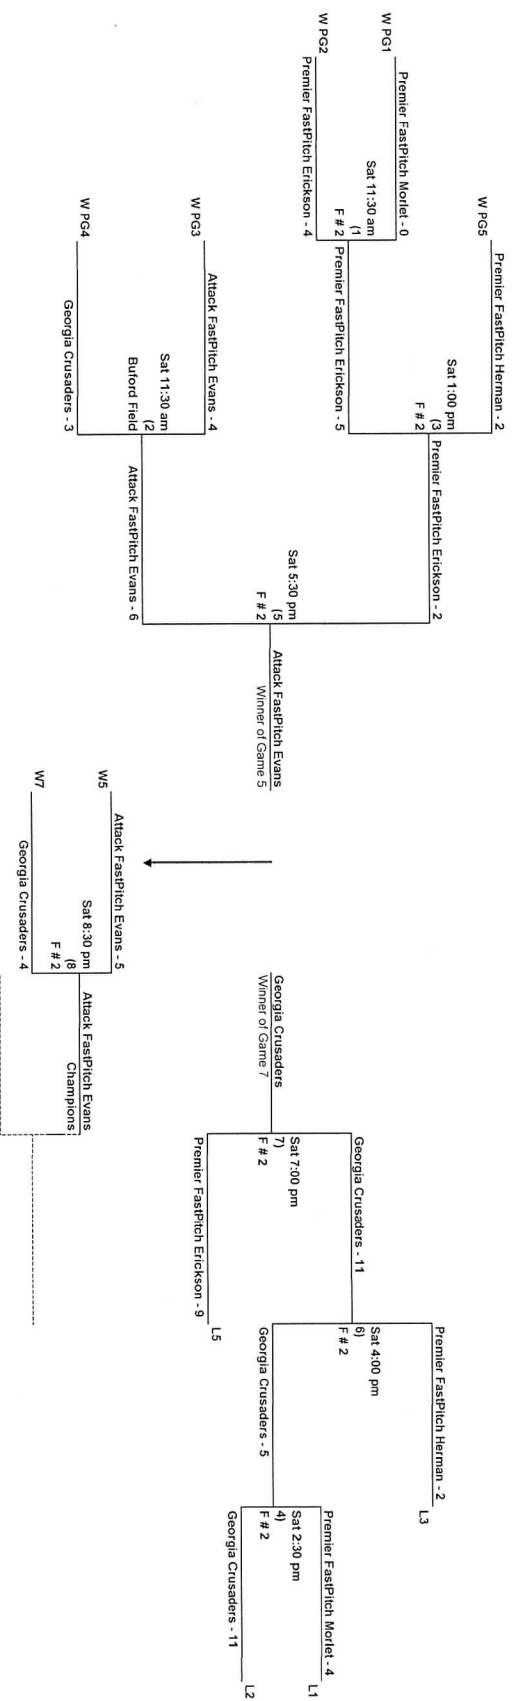 W PG5
Premier FastPitch Herman - 2
W PG1
Premier FastPitch Morlet - 0
Sat 11:30 am
(1
F # 2
W PG2
Premier FastPitch Erickson - 4
Sat 1:00 pm
(3
F # 2
Premier FastPitch Erickson - 5
Premier FastPitch Erickson - 2
W PG3
Attack FastPitch Evans - 4
Sat 11:30 am
(2
Buford Field
W PG4
Georgia Crusaders - 3
Sat 5:30 pm
(5
F # 2
Attack FastPitch Evans - 6
Attack FastPitch Evans
Winner of Game 5
Georgia Crusaders
Winner of Game 7
Georgia Crusaders - 11
Sat 7:00 pm
7)
F # 2
Premier FastPitch Erickson - 9
L5
Premier FastPitch Herman - 2
L3
Sat 4:00 pm
6)
F # 2
Georgia Crusaders - 5
Premier FastPitch Morlet - 4
L1
Sat 2:30 pm
4)
F # 2
Georgia Crusaders - 11
L2
W5
Attack FastPitch Evans - 5
Sat 8:30 pm
(8
F # 2
W7
Georgia Crusaders - 4
Attack FastPitch Evans
Champions